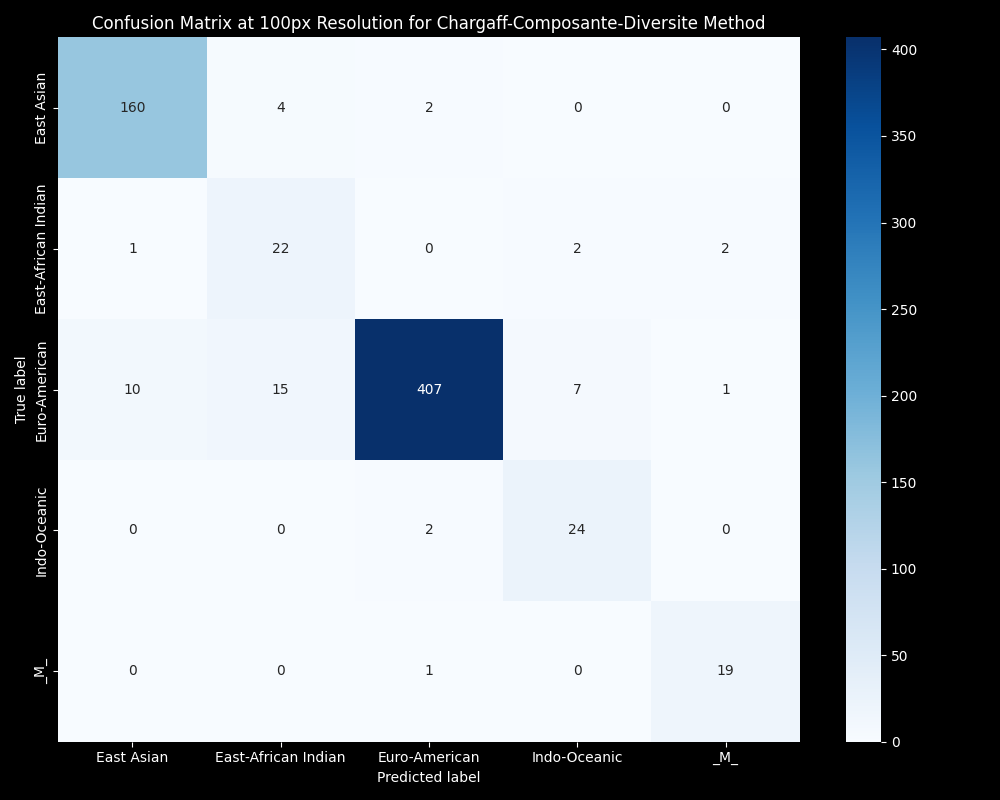 Confusion Matrix at 100px Resolution for Chargaff-Composante-Diversite Method
True label
East Asian
160 4 2 0 0
East-African Indian
1 22 0 2 2
Euro-American
10 15 407 7 1
Indo-Oceanic
0 0 2 24 0
_M_
0 0 1 0 19
East Asian East-African Indian Euro-American Indo-Oceanic _M_
Predicted label
400
350
300
250
200
150
100
50
0